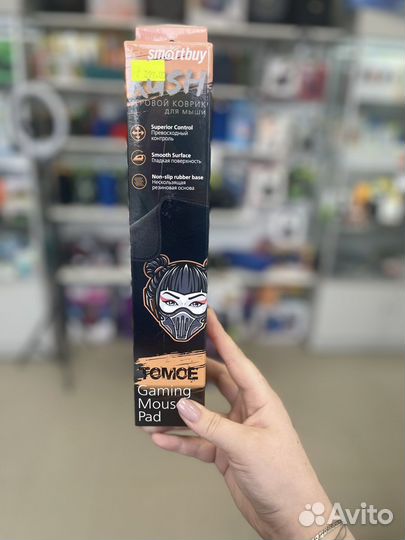 smartbuy
RUSH
ИГРОВОЙ КОВРИК
ДЛЯ МЫШИ
Superior Control
Превосходный
контроль
Smooth Surface
Гладкая поверхность
Non-slip rubber base
Нескользящая
резиновая основа
TOMOE
Gaming
Mouse
Pad
Avito